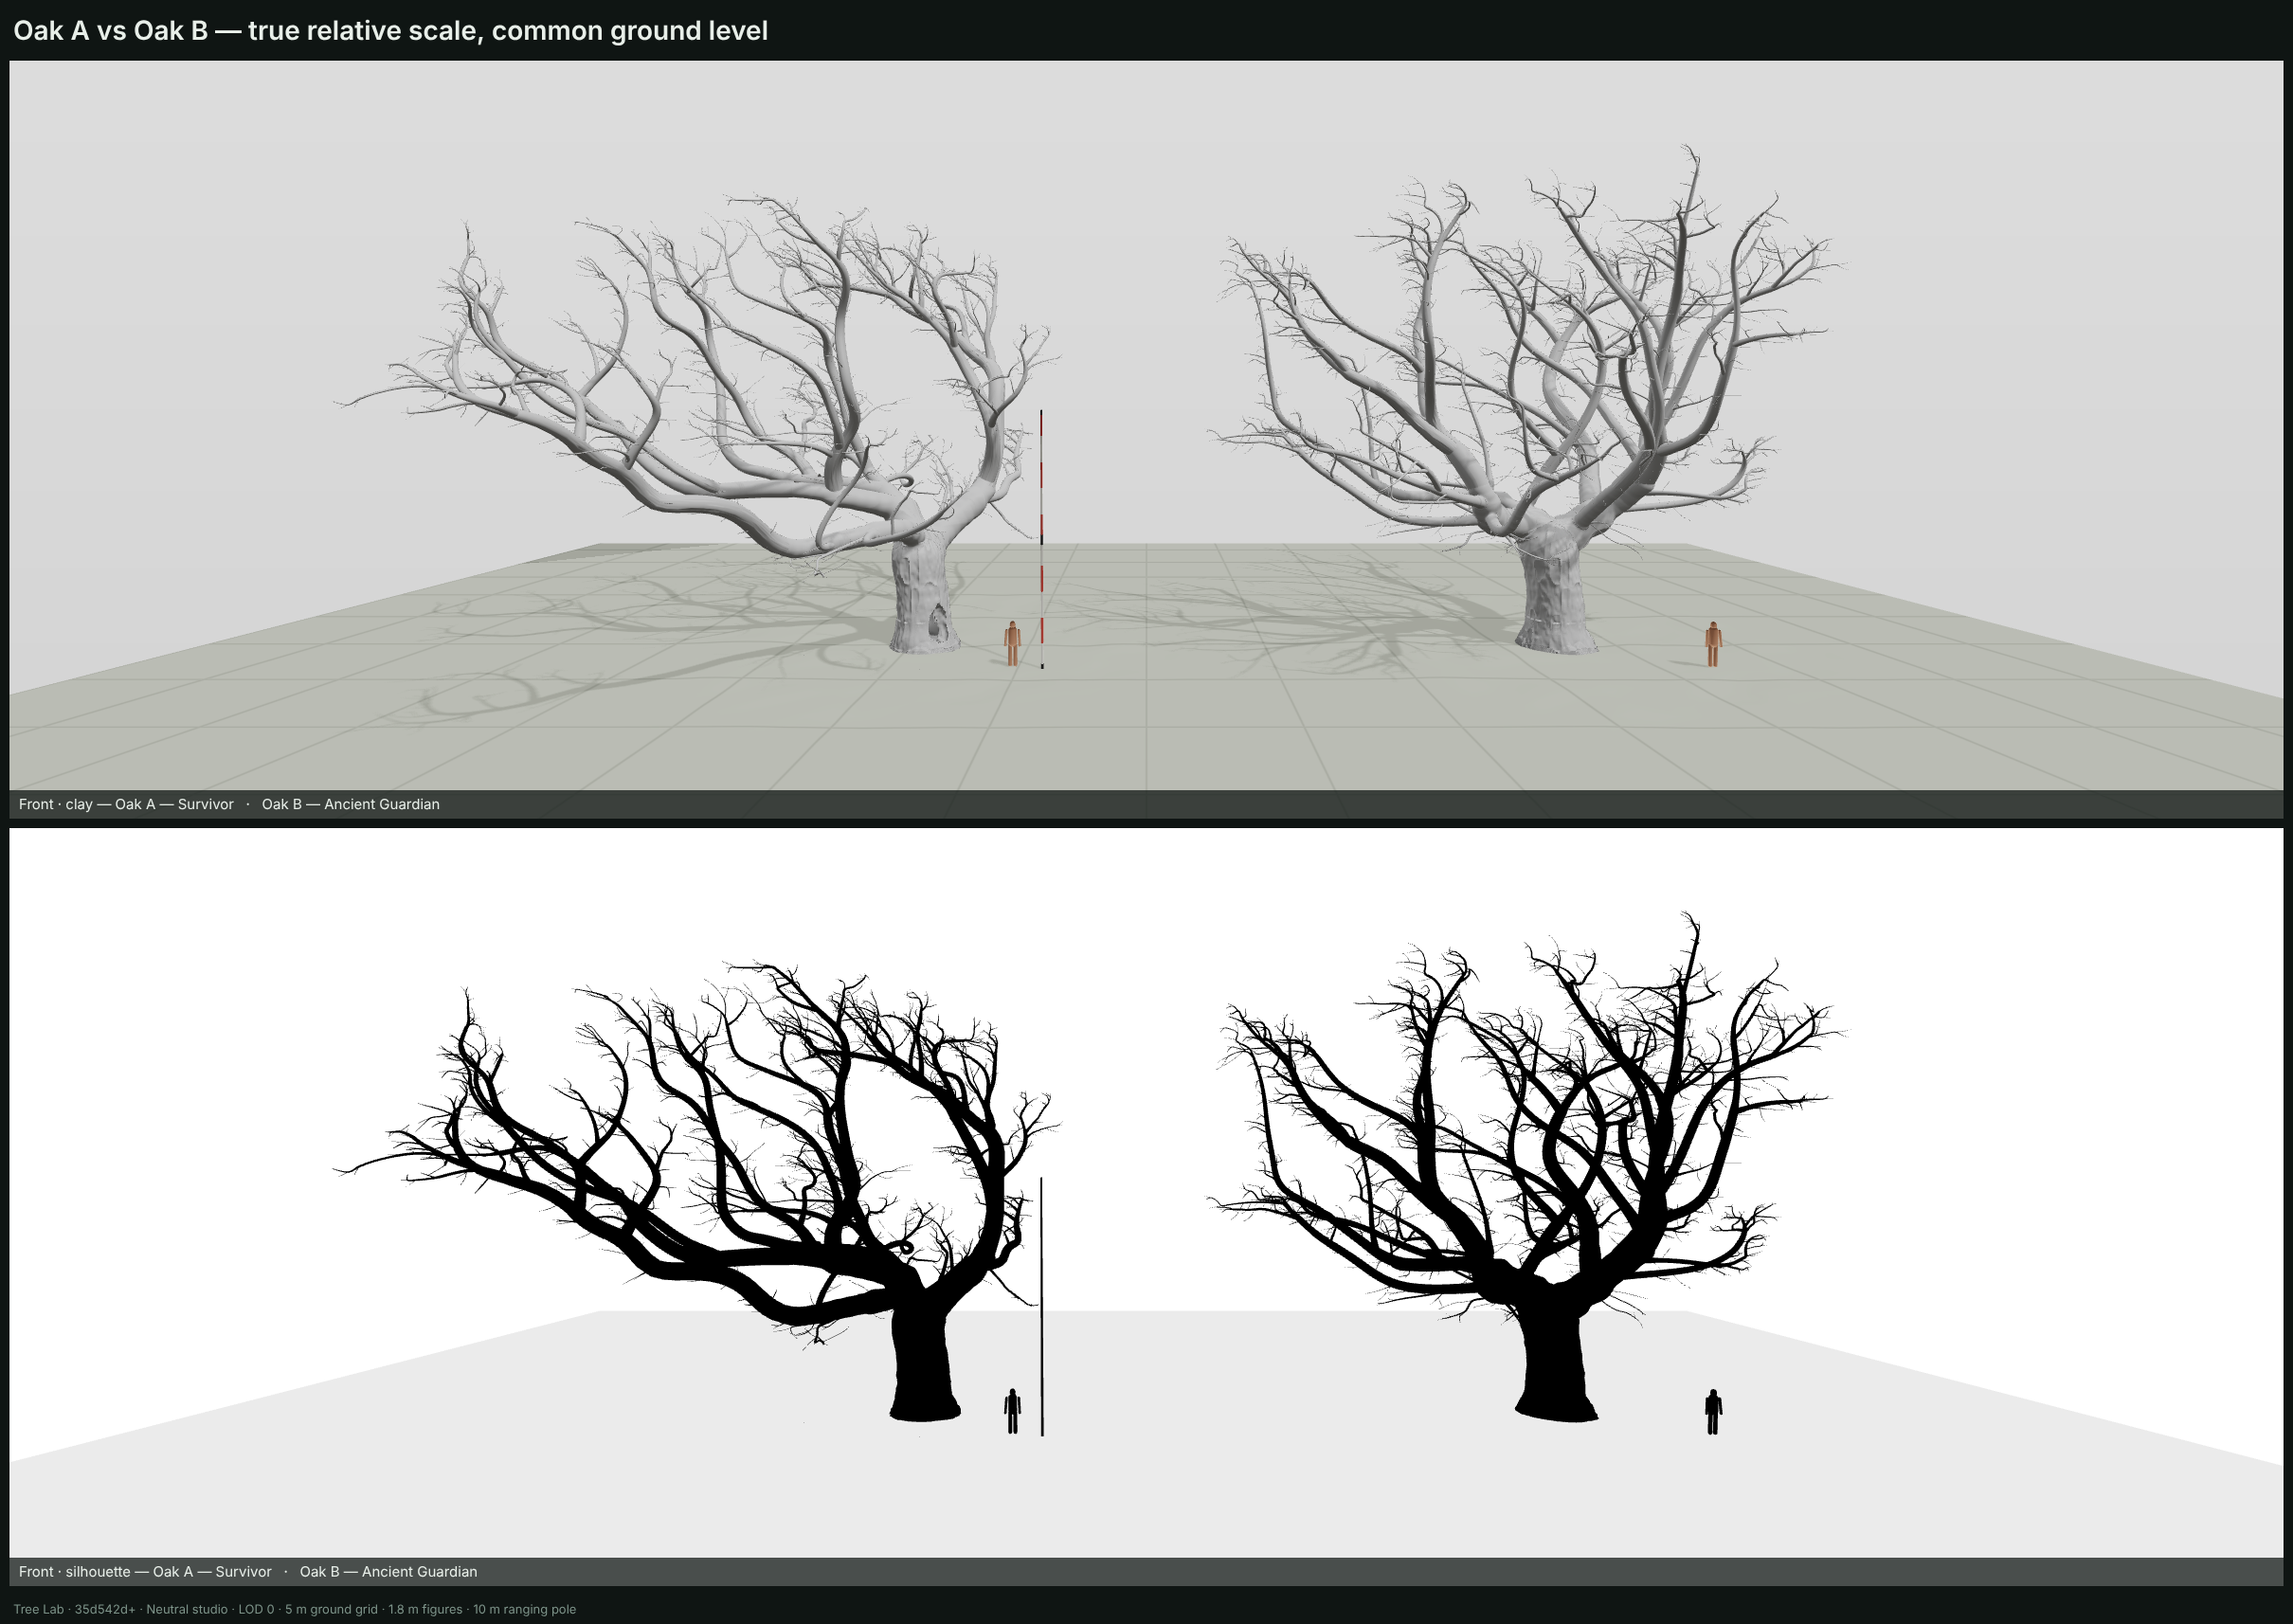 Oak A vs Oak B — true relative scale, common ground level
Front · clay — Oak A — Survivor · Oak B — Ancient Guardian
Front · silhouette — Oak A — Survivor · Oak B — Ancient Guardian
Tree Lab · 35d542d+ · Neutral studio · LOD 0 · 5 m ground grid · 1.8 m figures · 10 m ranging pole